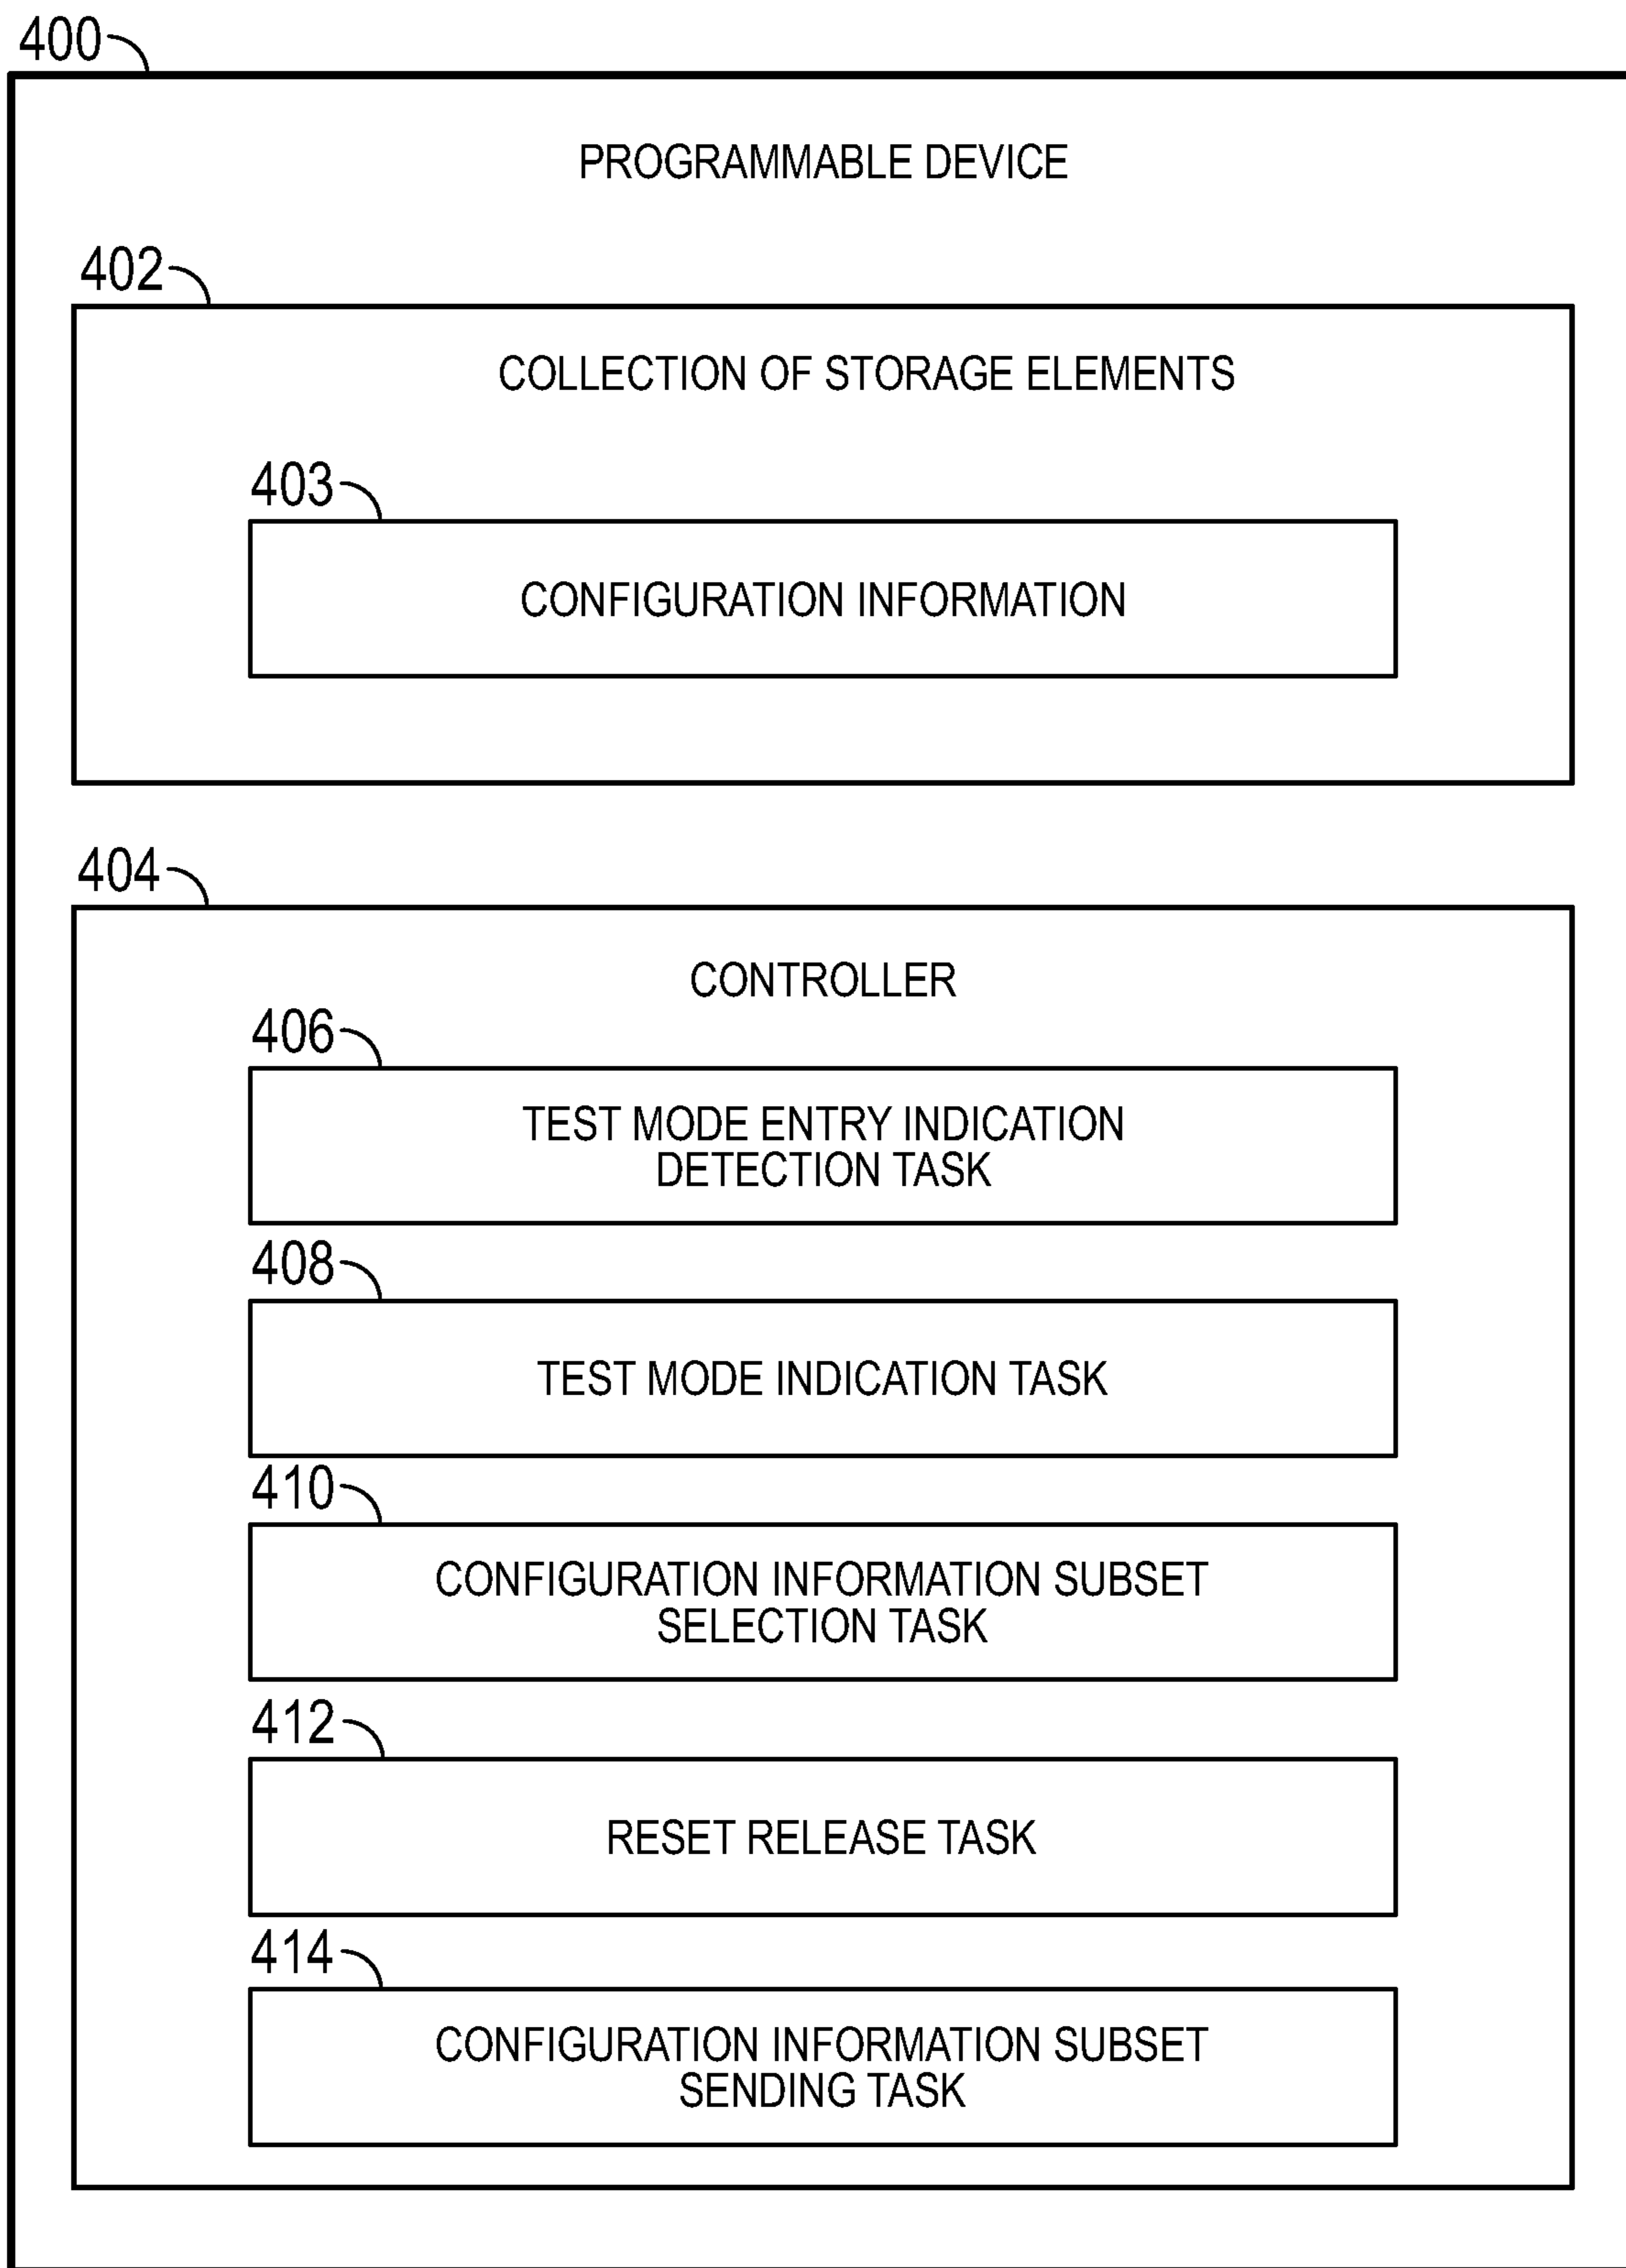 400
PROGRAMMABLE DEVICE
402
COLLECTION OF STORAGE ELEMENTS
403
CONFIGURATION INFORMATION
404
CONTROLLER
406
TEST MODE ENTRY INDICATION
DETECTION TASK
408
TEST MODE INDICATION TASK
410
CONFIGURATION INFORMATION SUBSET
SELECTION TASK
412
RESET RELEASE TASK
414
CONFIGURATION INFORMATION SUBSET
SENDING TASK